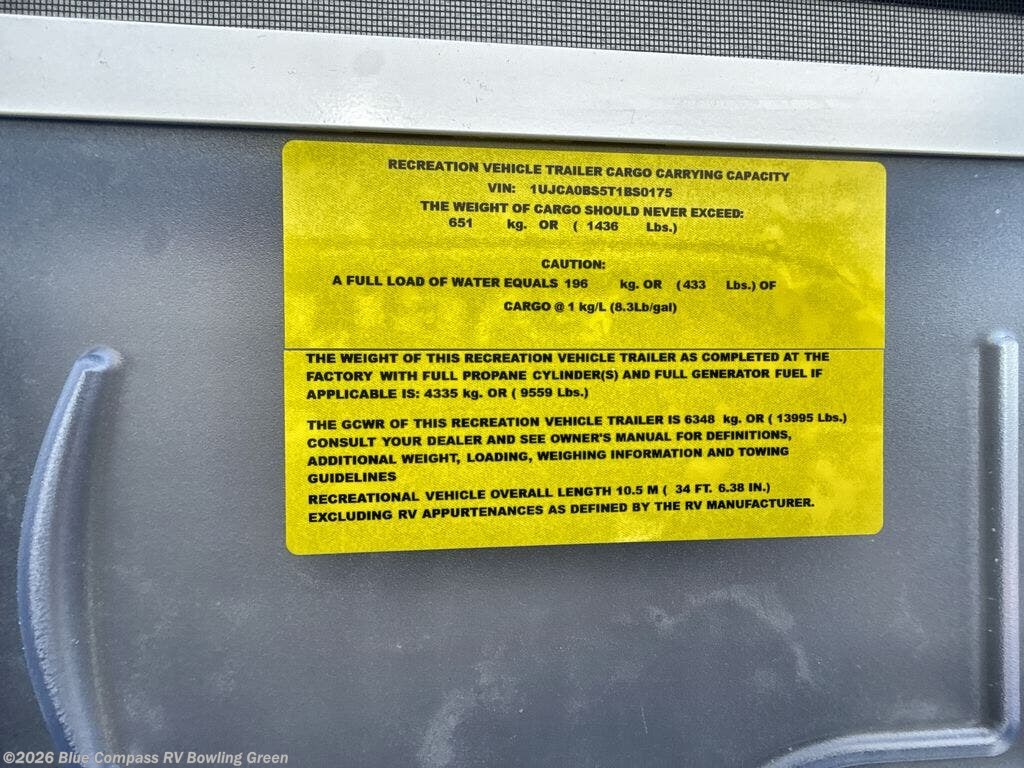 RECREATION VEHICLE TRAILER CARGO CARRYING CAPACITY
VIN: 1UJCA0BS5T1BS0175
THE WEIGHT OF CARGO SHOULD NEVER EXCEED:
651 kg. OR ( 1436 Lbs.)
CAUTION:
A FULL LOAD OF WATER EQUALS 196 kg. OR (433 Lbs.) OF
CARGO @ 1 kg/L (8.3Lb/gal)
THE WEIGHT OF THIS RECREATION VEHICLE TRAILER AS COMPLETED AT THE
FACTORY WITH FULL PROPANE CYLINDER(S) AND FULL GENERATOR FUEL IF
APPLICABLE IS: 4335 kg. OR ( 9559 Lbs.)
THE GCWR OF THIS RECREATION VEHICLE TRAILER IS 6348 kg. OR ( 13995 Lbs.)
CONSULT YOUR DEALER AND SEE OWNER'S MANUAL FOR DEFINITIONS,
ADDITIONAL WEIGHT, LOADING, WEIGHING INFORMATION AND TOWING
GUIDELINES
RECREATIONAL VEHICLE OVERALL LENGTH 10.5 M ( 34 FT. 6.38 IN.)
EXCLUDING RV APPURTENANCES AS DEFINED BY THE RV MANUFACTURER.
©2026 Blue Compass RV Bowling Green